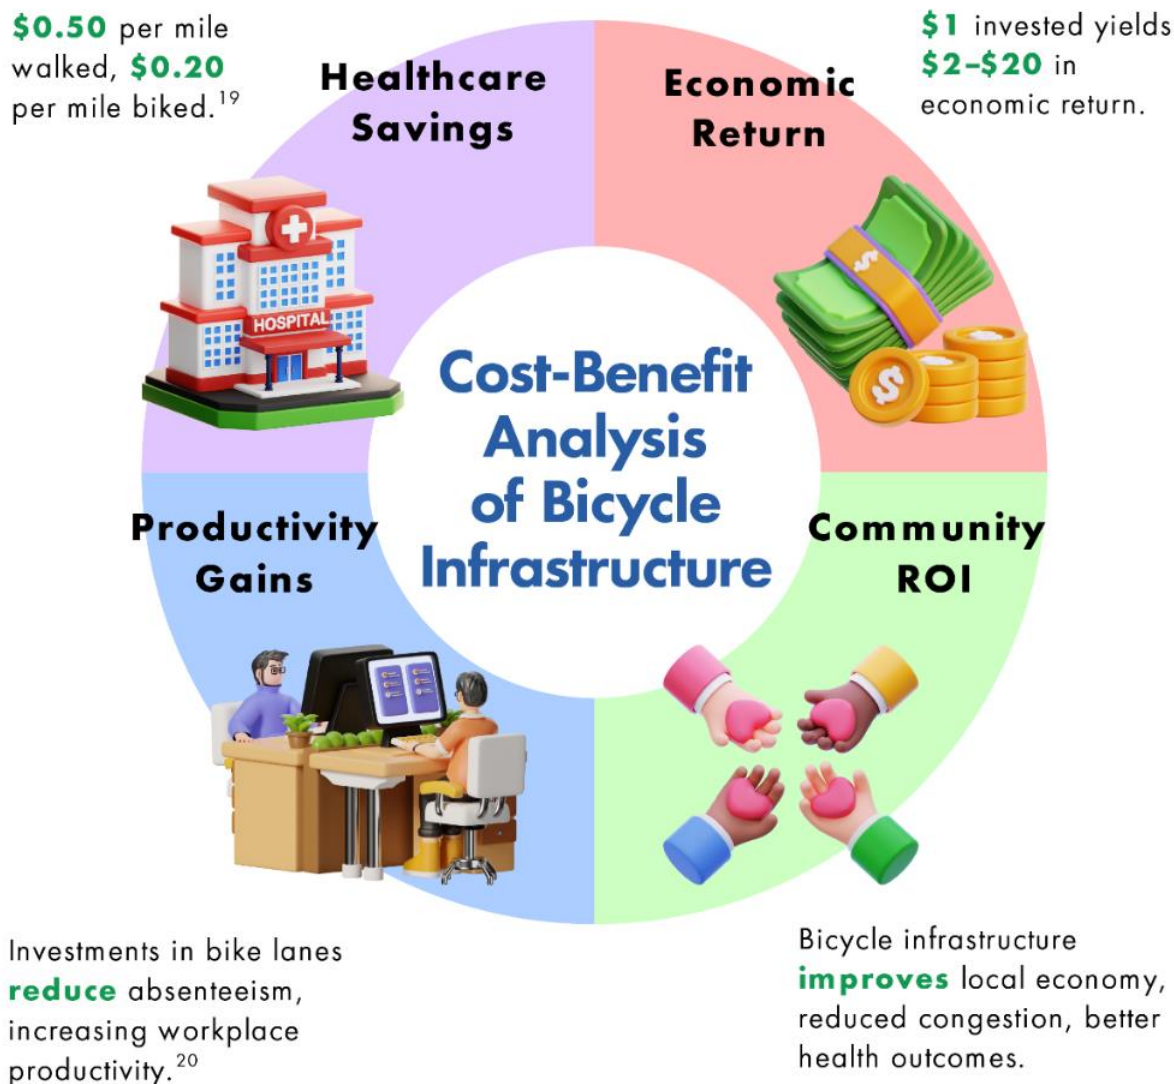 $0.50 per mile
walked, $0.20
per mile biked.19
Healthcare
Savings
Economic
Return
$1 invested yields
$2–$20 in
economic return.
HOSPITAL
$
$
Cost-Benefit
Analysis
of Bicycle
Infrastructure
Productivity
Gains
Community
ROI
Investments in bike lanes
reduce absenteeism,
increasing workplace
productivity.20
Bicycle infrastructure
improves local economy,
reduced congestion, better
health outcomes.